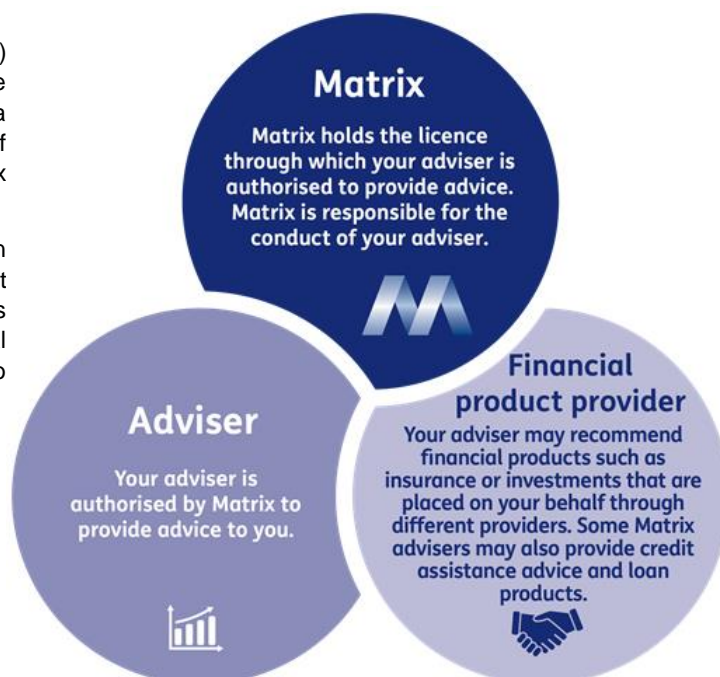 )
e
a
f
x
n
t
s
l
o
Matrix
Matrix holds the licence
through which your adviser is
authorised to provide advice.
Matrix is responsible for the
conduct of your adviser.
Adviser
Your adviser is
authorised by Matrix to
provide advice to you.
Financial
product provider
Your adviser may recommend
financial products such as
insurance or investments that are
placed on your behalf through
different providers. Some Matrix
advisers may also provide credit
assistance advice and loan
products.